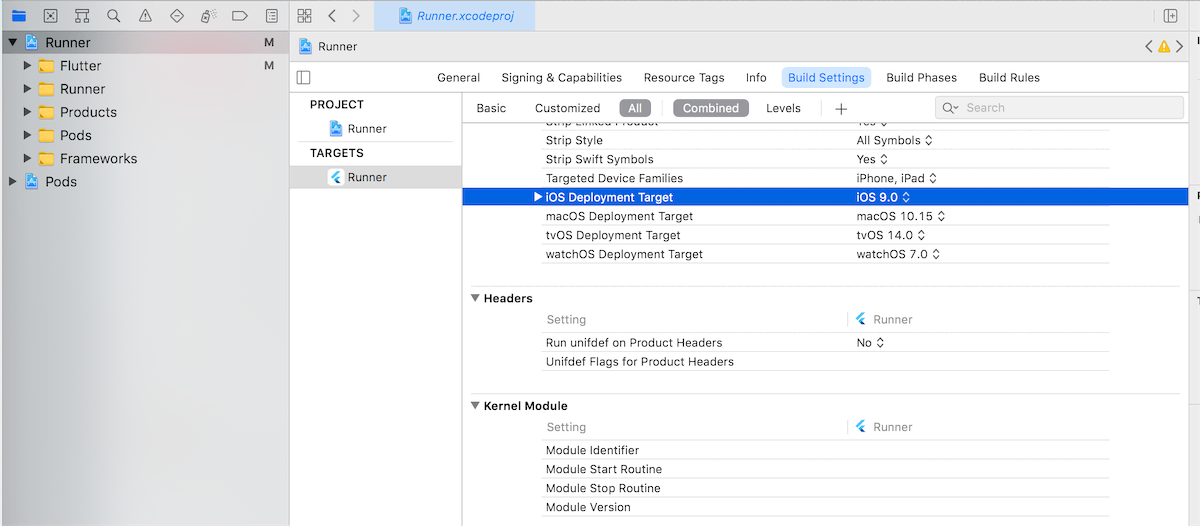 Runner.xcodeproj
Runner M
Flutter M
Runner
Products
Pods
Frameworks
Pods
Runner
General Signing & Capabilities Resource Tags Info Build Settings Build Phases Build Rules
PROJECT
Runner
TARGETS
Runner
Basic Customized All Combined Levels + Search
Strip Linked Product Yes
Strip Style All Symbols
Strip Swift Symbols Yes
Targeted Device Families iPhone, iPad
iOS Deployment Target iOS 9.0
macOS Deployment Target macOS 10.15
tvOS Deployment Target tvOS 14.0
watchOS Deployment Target watchOS 7.0
Headers
Setting Runner
Run unifdef on Product Headers No
Unifdef Flags for Product Headers
Kernel Module
Setting Runner
Module Identifier
Module Start Routine
Module Stop Routine
Module Version